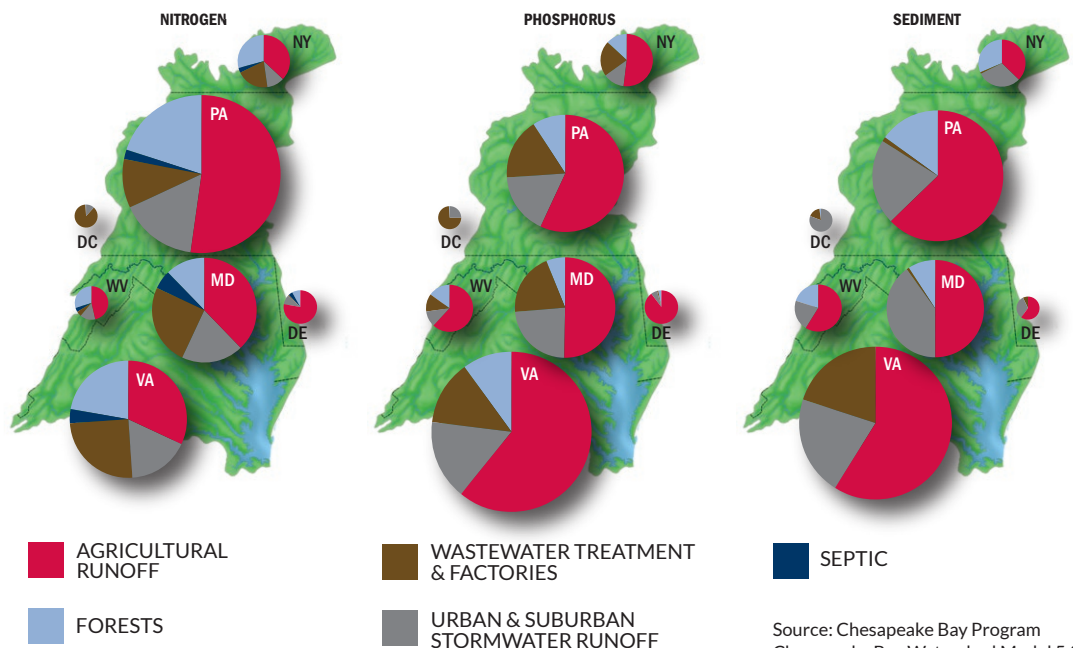 NITROGEN
PHOSPHORUS
SEDIMENT
NY
PA
DC
WV
MD
DE
VA
NY
PA
DC
WV
MD
DE
VA
NY
PA
DC
WV
MD
DE
VA
AGRICULTURAL
RUNOFF
FORESTS
WASTEWATER TREATMENT
& FACTORIES
URBAN & SUBURBAN
STORMWATER RUNOFF
SEPTIC
Source: Chesapeake Bay Program